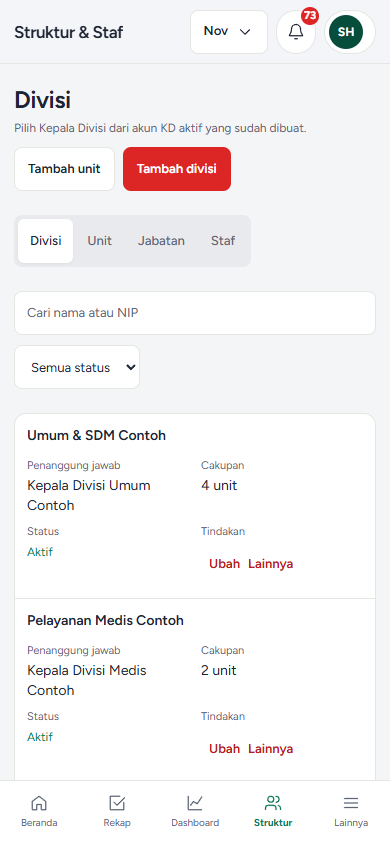 Struktur & Staf
Nov
73
SH
Divisi
Pilih Kepala Divisi dari akun KD aktif yang sudah dibuat.
Tambah unit
Tambah divisi
Divisi
Unit
Jabatan
Staf
Cari nama atau NIP
Semua status
Umum & SDM Contoh
Penanggung jawab
Cakupan
Kepala Divisi Umum
Contoh
4 unit
Status
Tindakan
Aktif
Ubah Lainnya
Pelayanan Medis Contoh
Penanggung jawab
Cakupan
Kepala Divisi Medis
Contoh
2 unit
Status
Tindakan
Aktif
Ubah Lainnya
Beranda
Rekap
Dashboard
Struktur
Lainnya